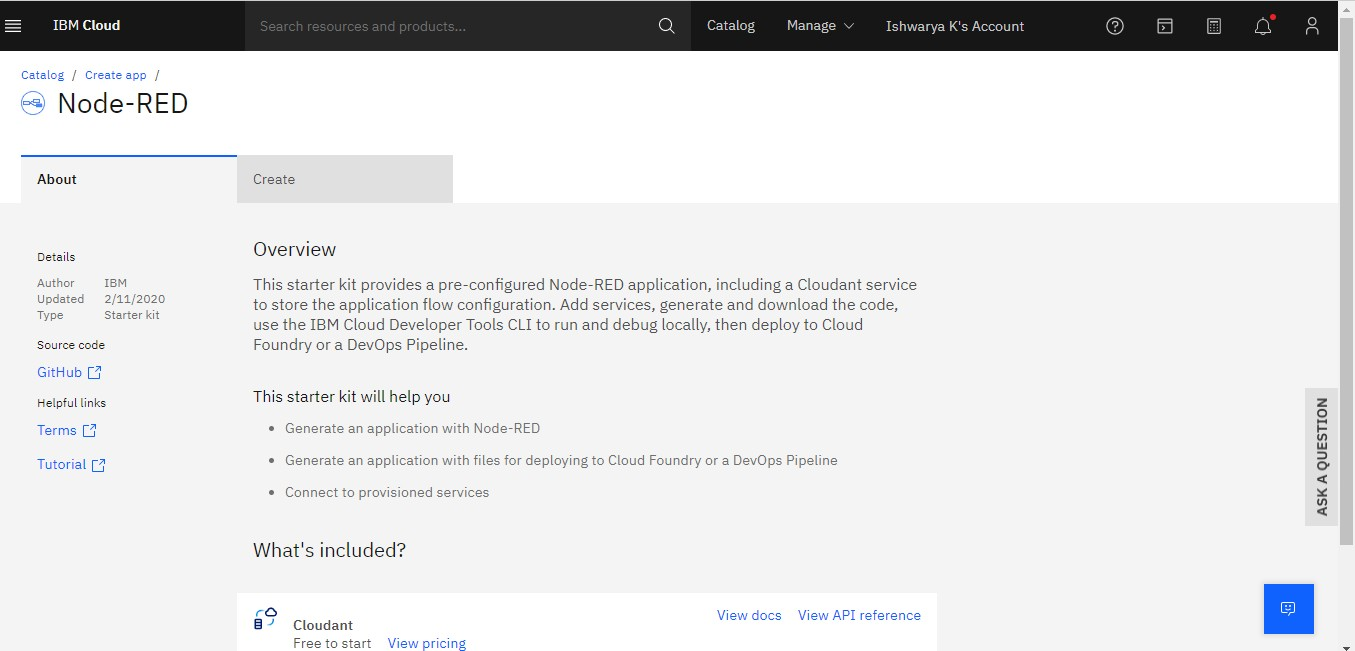 IBM Cloud
Search resources and products...
Catalog
Manage
Ishwarya K's Account
Catalog / Create app /
Node-RED
About
Create
Details
Author IBM
Updated 2/11/2020
Type Starter kit
Source code
GitHub
Helpful links
Terms
Tutorial
Overview
This starter kit provides a pre-configured Node-RED application, including a Cloudant service
to store the application flow configuration. Add services, generate and download the code,
use the IBM Cloud Developer Tools CLI to run and debug locally, then deploy to Cloud
Foundry or a DevOps Pipeline.
This starter kit will help you
• Generate an application with Node-RED
• Generate an application with files for deploying to Cloud Foundry or a DevOps Pipeline
• Connect to provisioned services
What's included?
Cloudant
Free to start View pricing
View docs View API reference
ASK A QUESTION